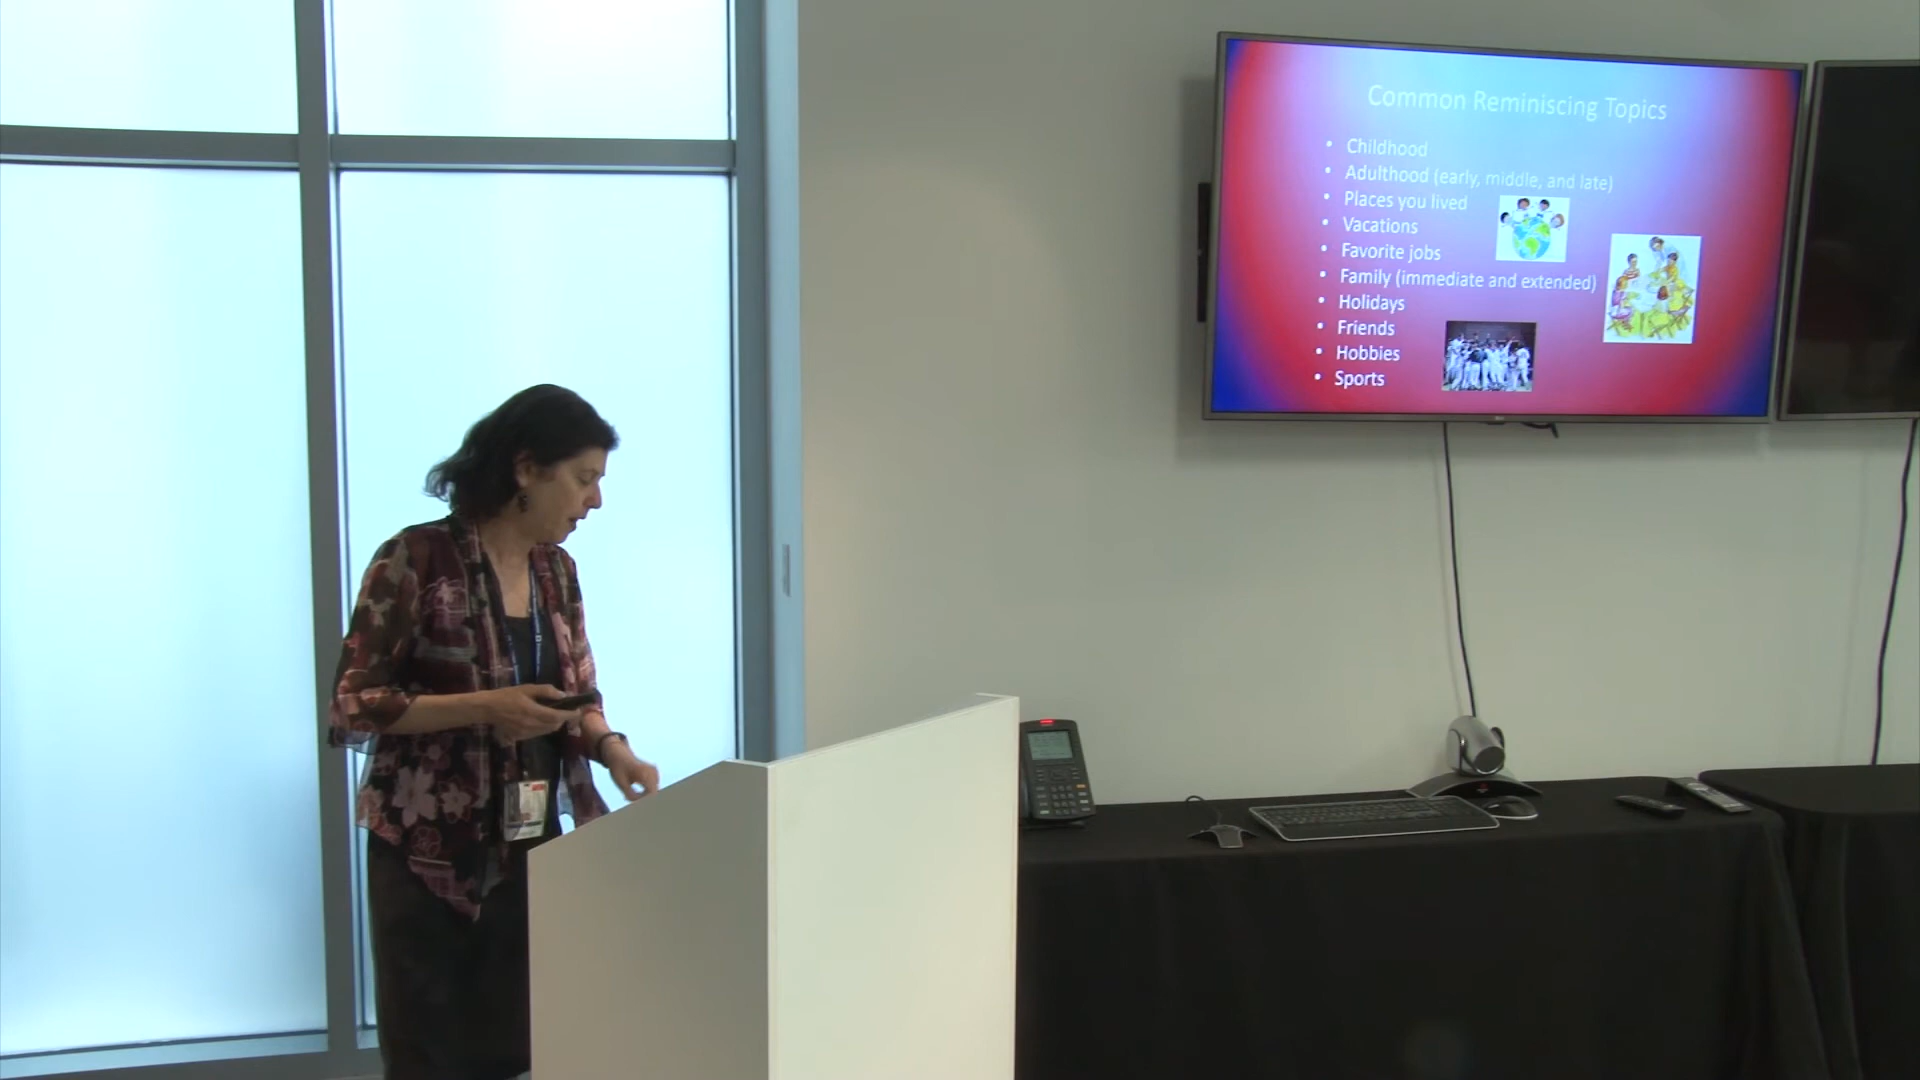 Common Reminiscing Topics
• Childhood
• Adulthood (early, middle, and late)
• Places you lived
• Vacations
• Favorite jobs
• Family (immediate and extended)
• Holidays
• Friends
• Hobbies
• Sports